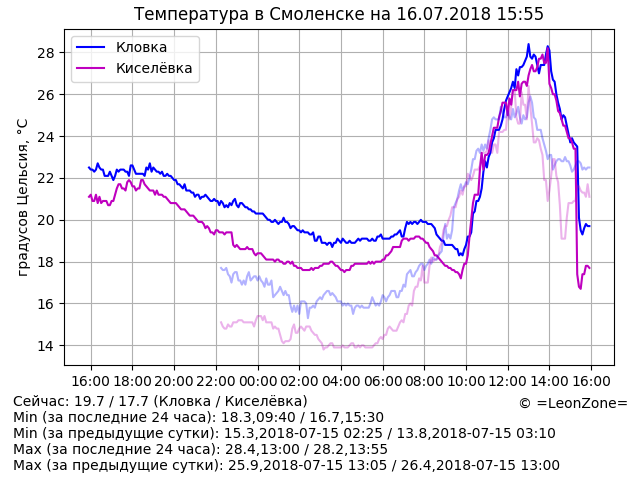 Температура в Смоленске на 16.07.2018 15:55
Кловка
Киселёвка
градусов Цельсия, °C
28
26
24
22
20
18
16
14
16:00 18:00 20:00 22:00 00:00 02:00 04:00 06:00 08:00 10:00 12:00 14:00 16:00
Сейчас: 19.7 / 17.7 (Кловка / Киселёвка)
© =LeonZone=
Min (за последние 24 часа): 18.3,09:40 / 16.7,15:30
Min (за предыдущие сутки): 15.3,2018-07-15 02:25 / 13.8,2018-07-15 03:10
Max (за последние 24 часа): 28.4,13:00 / 28.2,13:55
Max (за предыдущие сутки): 25.9,2018-07-15 13:05 / 26.4,2018-07-15 13:00